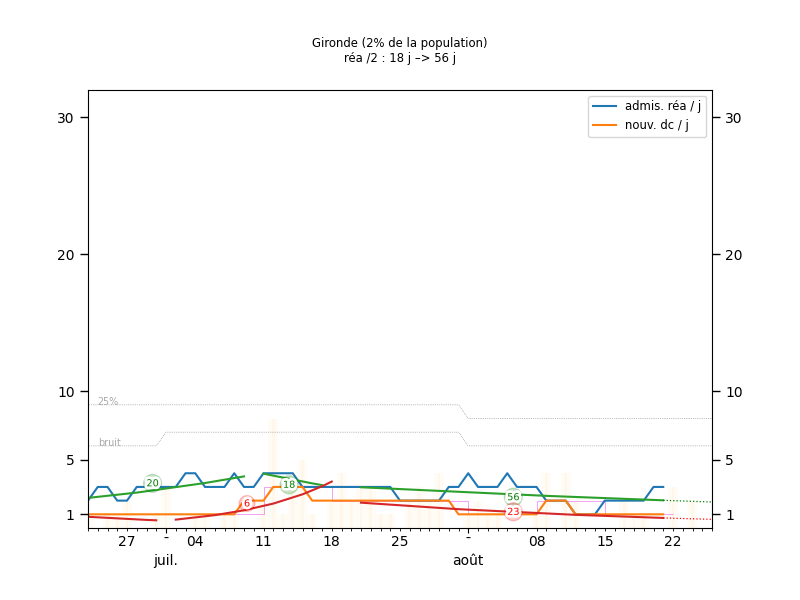 Gironde (2% de la population)
réa /2 : 18 j –> 56 j
admis. réa / j
nouv. dc / j
30 30
20 20
10 10
25%
bruit
5 5
20 18 6 56 23
1 1
27 - 04 11 18 25 - 08 15 22
juil. août